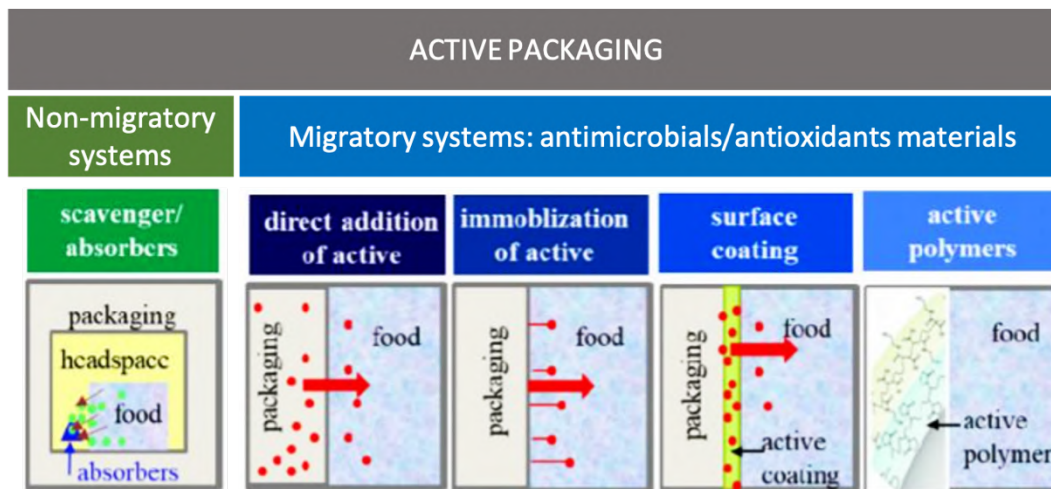 ACTIVE PACKAGING
Non-migratory
systems
Migratory systems: antimicrobials/antioxidants materials
scavenger/
absorbers
direct addition
of active
immoblization
of active
surface
coating
active
polymers
packaging
headspace
food
absorbers
packaging
food
packaging
food
packaging
food
active
coating
food
active
polymer